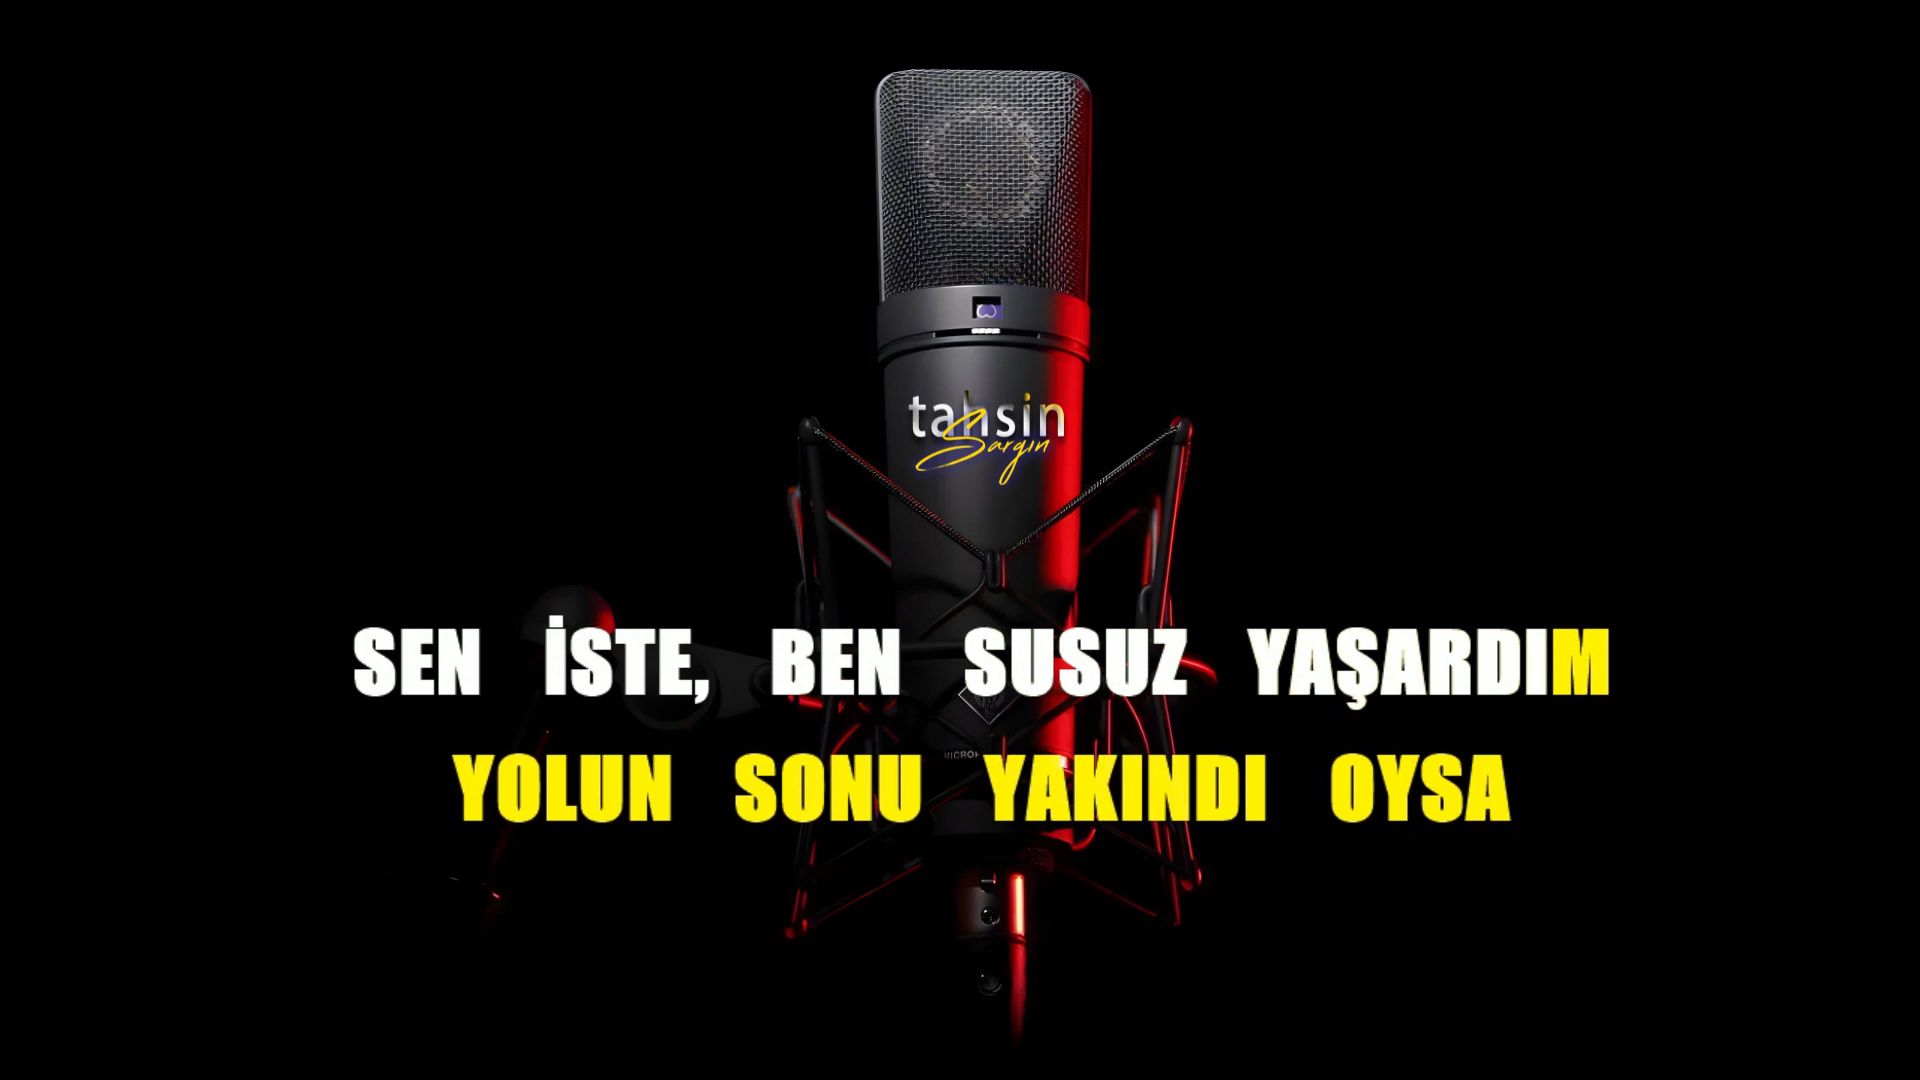 tahsin
Sargın
SEN İSTE, BEN SUSUZ YAŞARDIM
YOLUN SONU YAKINDI OYSA